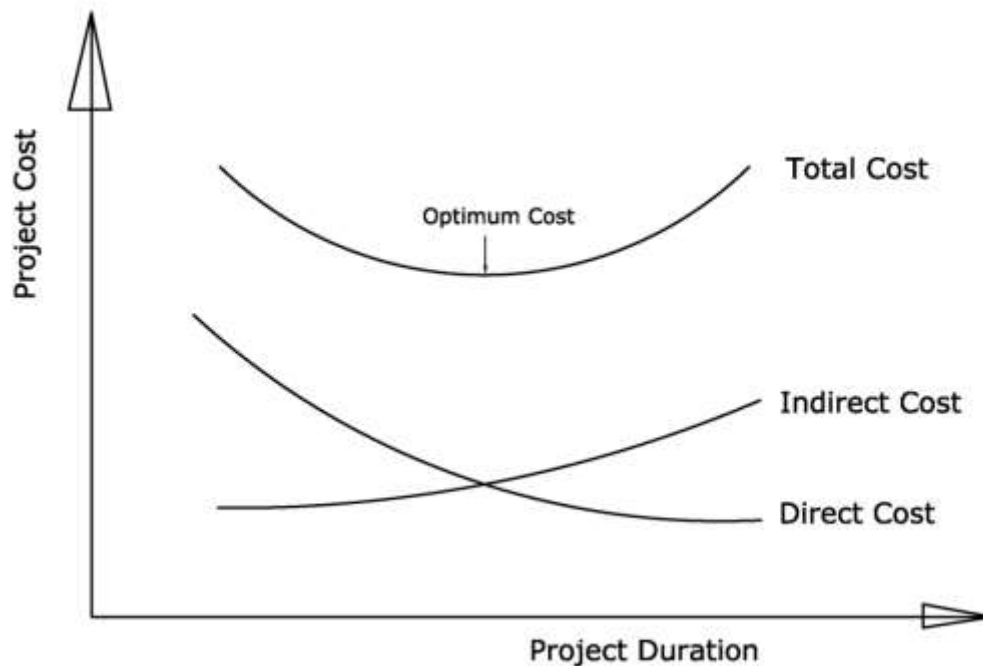 Project Cost
Total Cost
Optimum Cost
Indirect Cost
Direct Cost
Project Duration